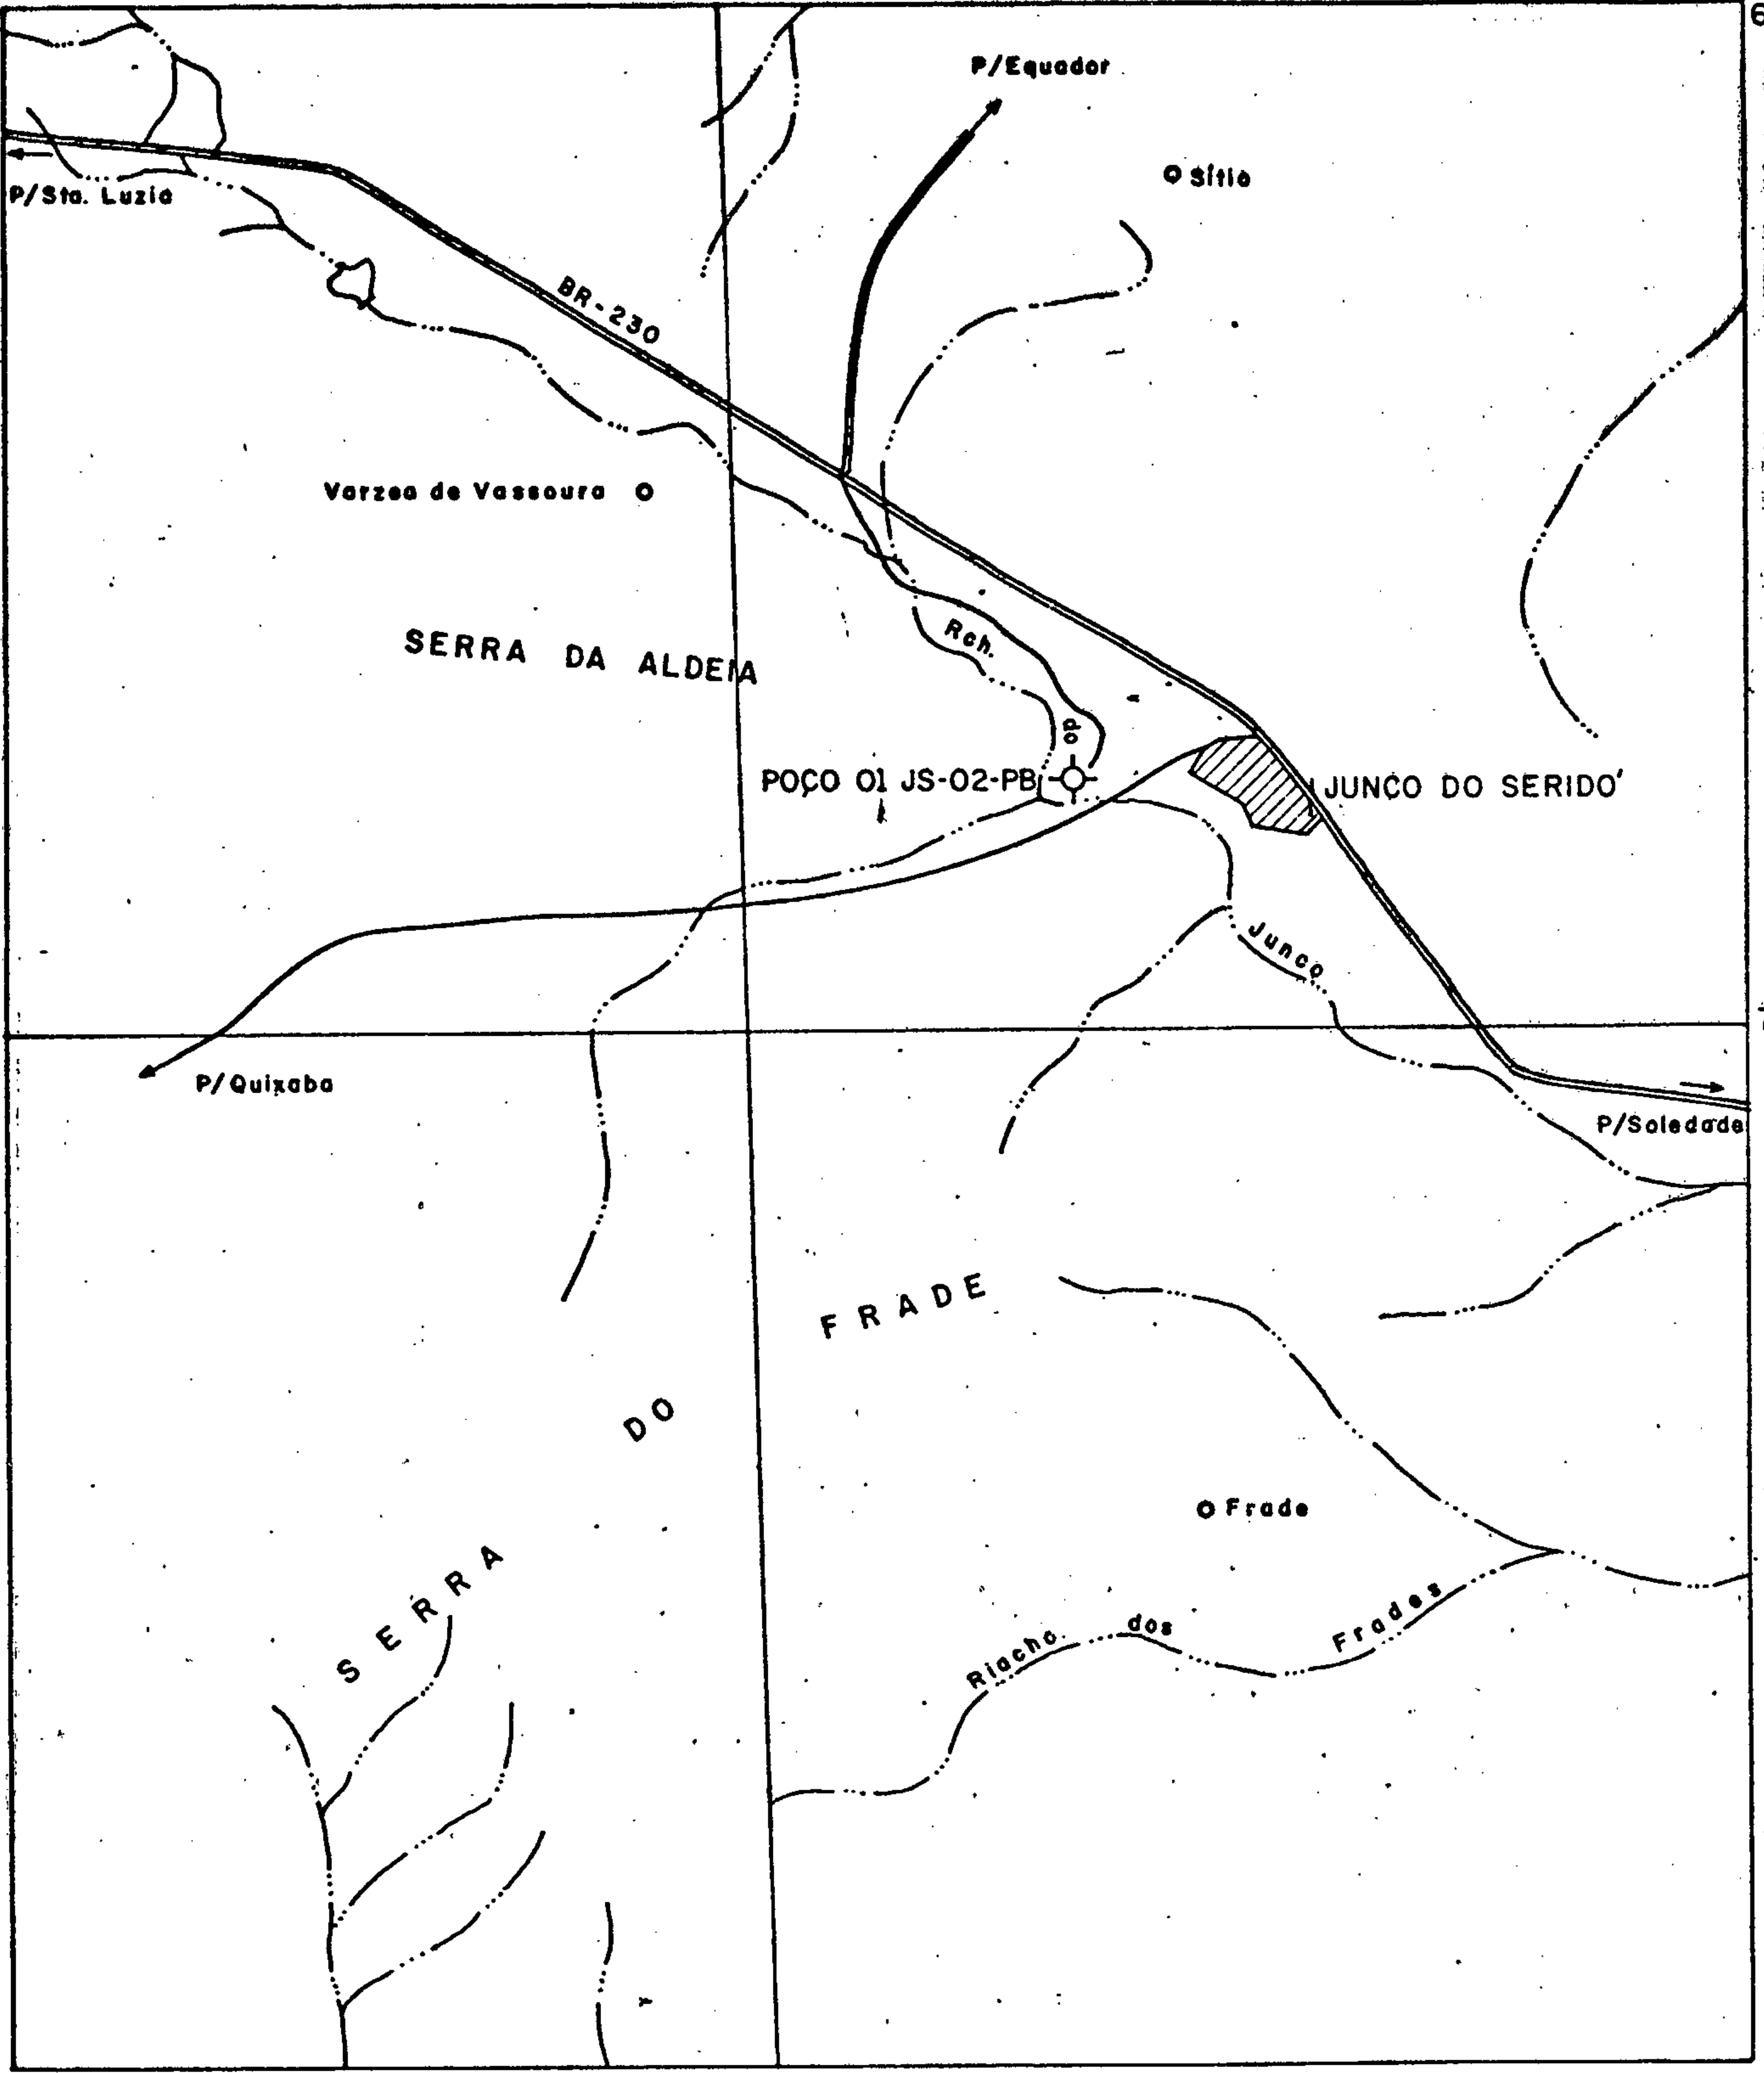 6
P/Equador
Sítio
P/Sta. Luzia
BR-230
Varzea de Vassoura
SERRA DA ALDEIA
Rch.
do
POÇO 01 JS-02-PB
JUNCO DO SERIDO'
Junco
P/Quixaba
P/Soledade
FRADE
DO
SERRA
Frade
Riacho dos Frades